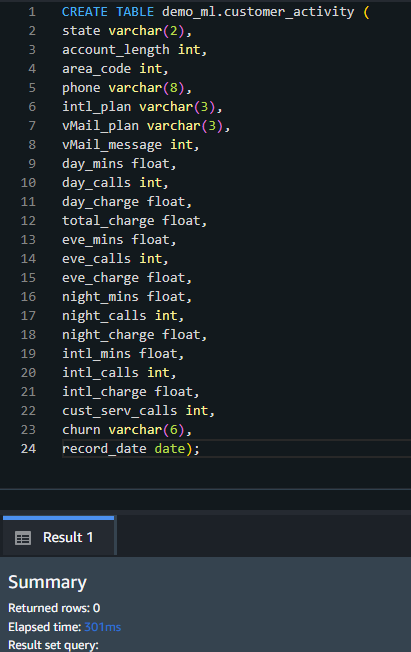 1 CREATE TABLE demo_ml.customer_activity (
2 state varchar(2),
3 account_length int,
4 area_code int,
5 phone varchar(8),
6 intl_plan varchar(3),
7 vMail_plan varchar(3),
8 vMail_message int,
9 day_mins float,
10 day_calls int,
11 day_charge float,
12 total_charge float,
13 eve_mins float,
14 eve_calls int,
15 eve_charge float,
16 night_mins float,
17 night_calls int,
18 night_charge float,
19 intl_mins float,
20 intl_calls int,
21 intl_charge float,
22 cust_serv_calls int,
23 churn varchar(6),
24 record_date date);
Result 1
Summary
Returned rows: 0
Elapsed time: 301ms
Result set query: